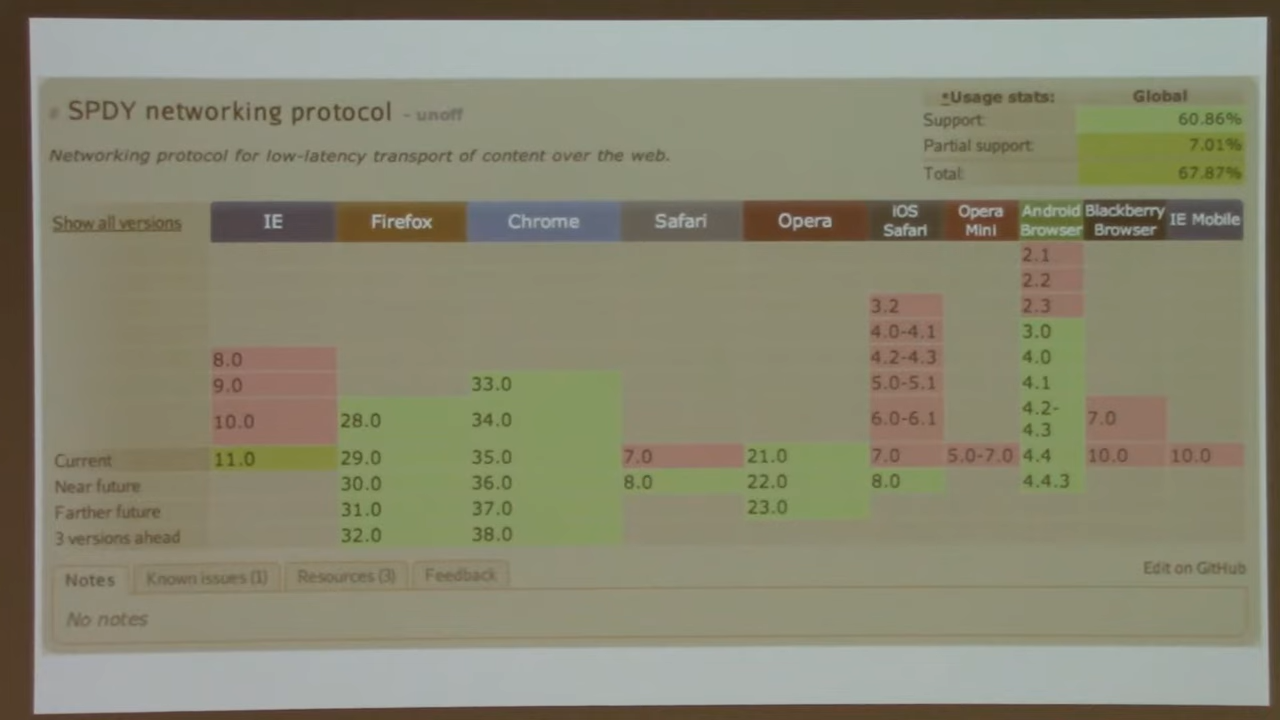 SPDY networking protocol - unoff
Networking protocol for low-latency transport of content over the web.
*Usage stats: Global
Support: 60.86%
Partial support: 7.01%
Total: 67.87%
Show all versions IE Firefox Chrome Safari Opera iOS Safari Opera Mini Android Browser Blackberry Browser IE Mobile
2.1
2.2
3.2 2.3
4.0-4.1 3.0
8.0 4.2-4.3 4.0
9.0 33.0 5.0-5.1 4.1
10.0 28.0 34.0 6.0-6.1 4.2-4.3 7.0
Current 11.0 29.0 35.0 7.0 21.0 7.0 5.0-7.0 4.4 10.0 10.0
Near future 30.0 36.0 8.0 22.0 8.0 4.4.3
Farther future 31.0 37.0 23.0
3 versions ahead 32.0 38.0
Notes Known issues (1) Resources (3) Feedback Edit on GitHub
No notes